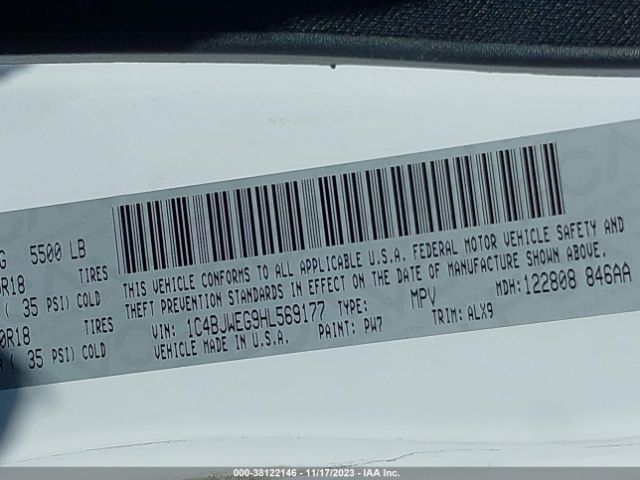 G 5500 LB
R18 TIRES
( 35 PSI) COLD
0R18 TIRES
( 35 PSI) COLD
THIS VEHICLE CONFORMS TO ALL APPLICABLE U.S.A. FEDERAL MOTOR VEHICLE SAFETY AND
THEFT PREVENTION STANDARDS IN EFFECT ON THE DATE OF MANUFACTURE SHOWN ABOVE.
VIN: 1C4BJWEG9HL569177 TYPE: MPV MDH: 122808 846AA
VEHICLE MADE IN U.S.A. PAINT: PW7 TRIM: ALX9
000-38122146 - 11/17/2023 - IAA Inc.